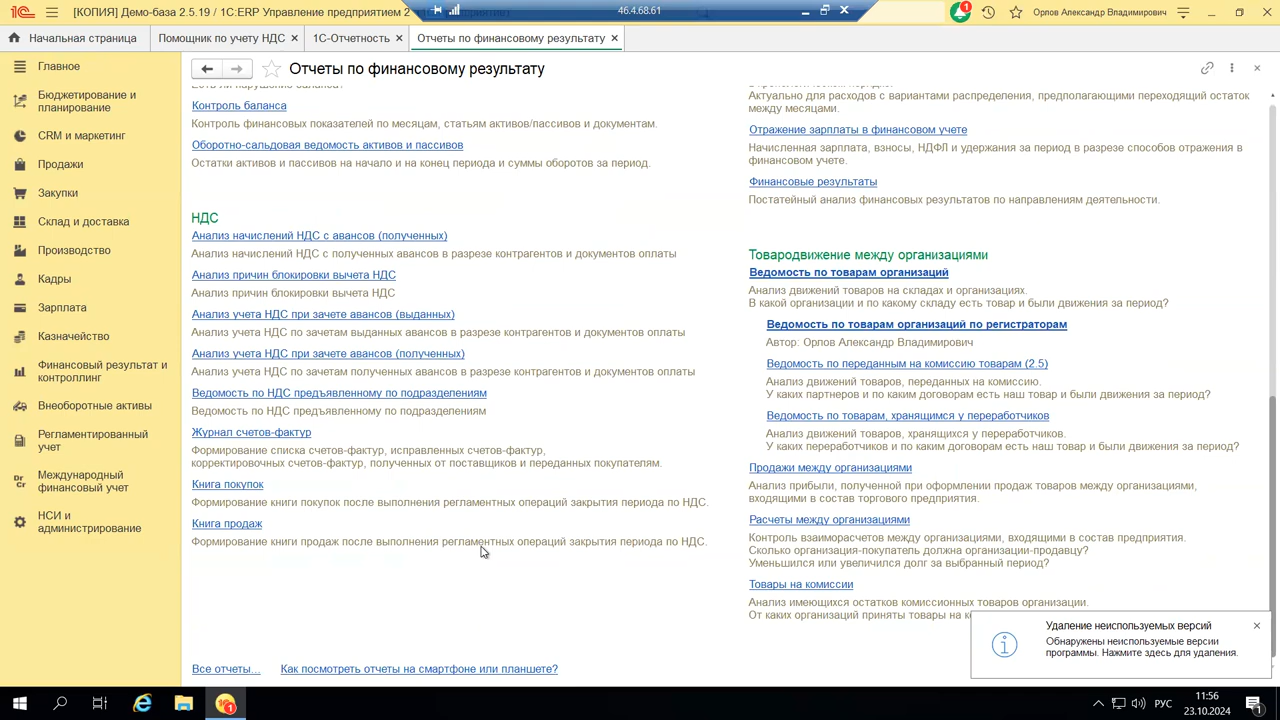 [КОПИЯ] Демо-база 2.5.19 / 1С:ERP Управление предприятием 2
46.4.68.61
1
Орлов Александр Владимирович
Начальная страница
Помощник по учету НДС ×
1С-Отчетность ×
Отчеты по финансовому результату ×
Главное
Бюджетирование и
планирование
CRM и маркетинг
Продажи
Закупки
Склад и доставка
Производство
Кадры
Зарплата
Казначейство
Финансовый результат и
контроллинг
Внеоборотные активы
Регламентированный
учет
Dr
Cr
Международный
финансовый учет
НСИ и
администрирование
Отчеты по финансовому результату
Есть ли нарушение баланса?
Контроль баланса
Контроль финансовых показателей по месяцам, статьям активов/пассивов и документам.
Оборотно-сальдовая ведомость активов и пассивов
Остатки активов и пассивов на начало и на конец периода и суммы оборотов за период.
НДС
Анализ начислений НДС с авансов (полученных)
Анализ начислений НДС с полученных авансов в разрезе контрагентов и документов оплаты
Анализ причин блокировки вычета НДС
Анализ причин блокировки вычета НДС
Анализ учета НДС при зачете авансов (выданных)
Анализ учета НДС по зачетам выданных авансов в разрезе контрагентов и документов оплаты
Анализ учета НДС при зачете авансов (полученных)
Анализ учета НДС по зачетам полученных авансов в разрезе контрагентов и документов оплаты
Ведомость по НДС предъявленному по подразделениям
Ведомость по НДС предъявленному по подразделениям
Журнал счетов-фактур
Формирование списка счетов-фактур, исправленных счетов-фактур,
корректировочных счетов-фактур, полученных от поставщиков и переданных покупателям.
Книга покупок
Формирование книги покупок после выполнения регламентных операций закрытия периода по НДС.
Книга продаж
Формирование книги продаж после выполнения регламентных операций закрытия периода по НДС.
Все отчеты...
Как посмотреть отчеты на смартфоне или планшете?
Актуально для расходов с вариантами распределения, предполагающими переходящий остаток
между месяцами.
Отражение зарплаты в финансовом учете
Начисленная зарплата, взносы, НДФЛ и удержания за период в разрезе способов отражения в
финансовом учете.
Финансовые результаты
Постатейный анализ финансовых результатов по направлениям деятельности.
Товародвижение между организациями
Ведомость по товарам организаций
Анализ движений товаров на складах и организациях.
В какой организации и по какому складу есть товар и были движения за период?
Ведомость по товарам организаций по регистраторам
Автор: Орлов Александр Владимирович
Ведомость по переданным на комиссию товарам (2.5)
Анализ движений товаров, переданных на комиссию.
У каких партнеров и по каким договорам есть наш товар и были движения за период?
Ведомость по товарам, хранящимся у переработчиков
Анализ движений товаров, хранящихся у переработчиков.
У каких переработчиков и по каким договорам есть наш товар и были движения за период?
Продажи между организациями
Анализ прибыли, полученной при оформлении продаж товаров между организациями,
входящими в состав торгового предприятия.
Расчеты между организациями
Контроль взаиморасчетов между организациями, входящими в состав предприятия.
Сколько организация-покупатель должна организации-продавцу?
Уменьшился или увеличился долг за выбранный период?
Товары на комиссии
Анализ имеющихся остатков комиссионных товаров организации.
От каких организаций приняты товары на
Удаление неиспользуемых версий
Обнаружены неиспользуемые версии
программы. Нажмите здесь для удаления.
РУС
11:56
23.10.2024
1
1